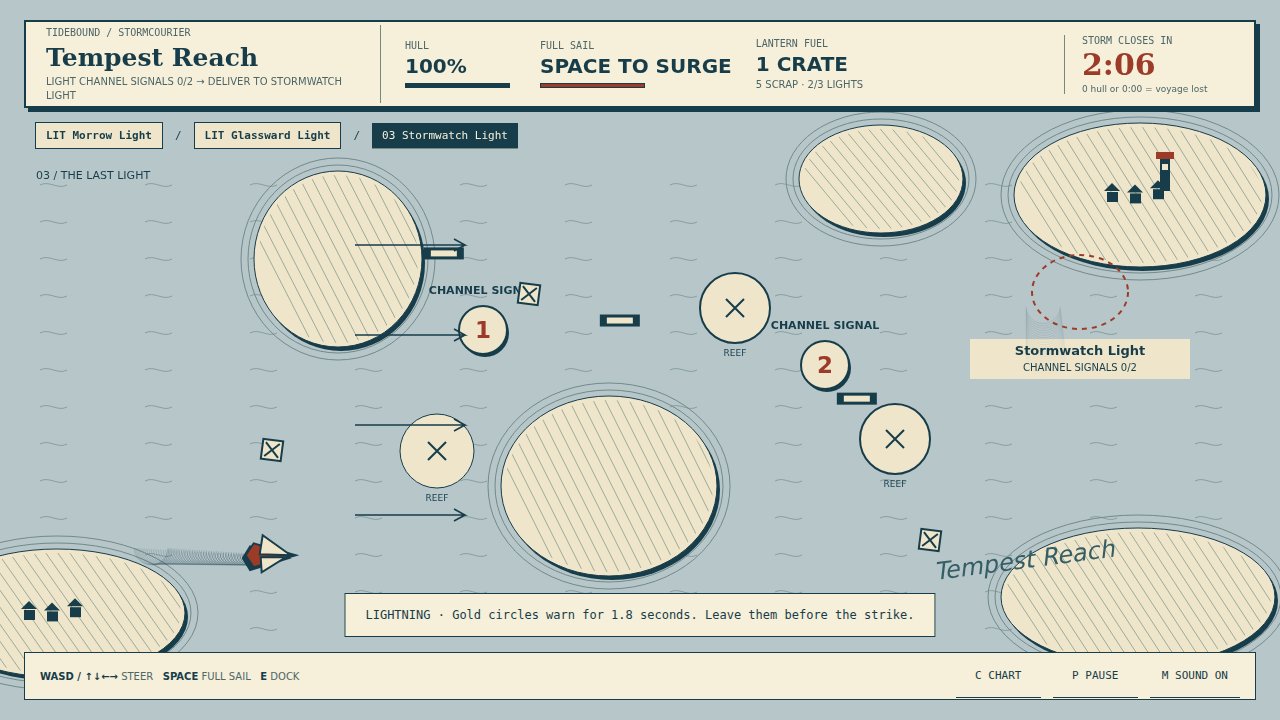 TIDEBOUND / STORMCOURIER
Tempest Reach
LIGHT CHANNEL SIGNALS 0/2 → DELIVER TO STORMWATCH
LIGHT
HULL
100%
FULL SAIL
SPACE TO SURGE
LANTERN FUEL
1 CRATE
5 SCRAP · 2/3 LIGHTS
STORM CLOSES IN
2:06
0 hull or 0:00 = voyage lost
LIT Morrow Light / LIT Glassward Light / 03 Stormwatch Light
03 / THE LAST LIGHT
CHANNEL SIGN
1
REEF
CHANNEL SIGNAL
2
Stormwatch Light
CHANNEL SIGNALS 0/2
REEF
REEF
Tempest Reach
LIGHTNING · Gold circles warn for 1.8 seconds. Leave them before the strike.
WASD / ↑↓←→ STEER SPACE FULL SAIL E DOCK
C CHART
P PAUSE
M SOUND ON